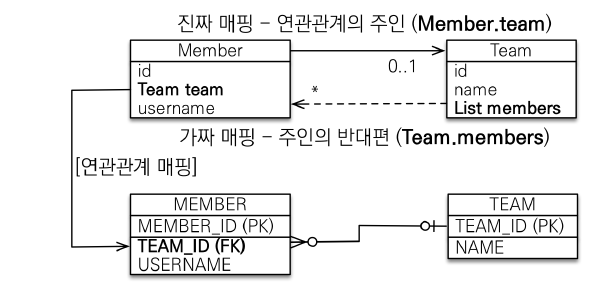 진짜 매핑 - 연관관계의 주인 (Member.team)
Member
id
Team team
username
0..1
*
Team
id
name
List members
가짜 매핑 - 주인의 반대편 (Team.members)
[연관관계 매핑]
MEMBER
MEMBER_ID (PK)
TEAM_ID (FK)
USERNAME
TEAM
TEAM_ID (PK)
NAME